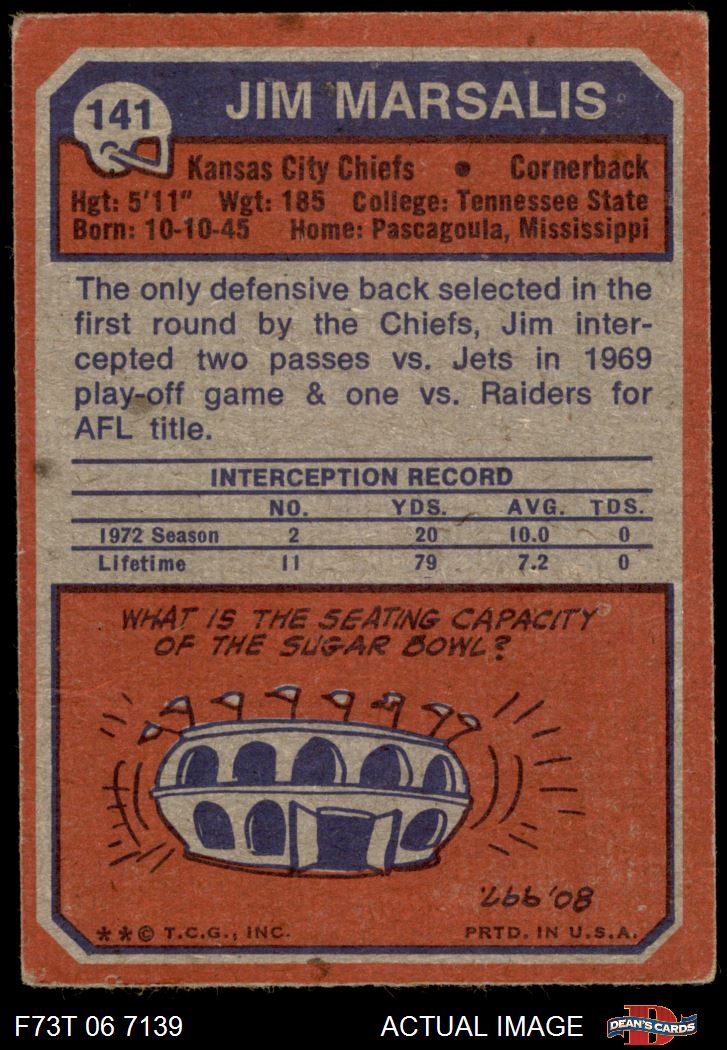 141
JIM MARSALIS
Kansas City Chiefs • Cornerback
Hgt: 5'11" Wgt: 185 College: Tennessee State
Born: 10-10-45 Home: Pascagoula, Mississippi
The only defensive back selected in the
first round by the Chiefs, Jim inter-
cepted two passes vs. Jets in 1969
play-off game & one vs. Raiders for
AFL title.
INTERCEPTION RECORD
NO. YDS. AVG. TDS.
1972 Season 2 20 10.0 0
Lifetime 11 79 7.2 0
WHAT IS THE SEATING CAPACITY
OF THE SUGAR BOWL?
80,997.
**© T.C.G., INC. PRTD. IN U.S.A.
F73T 06 7139 ACTUAL IMAGE D DEAN'S CARDS